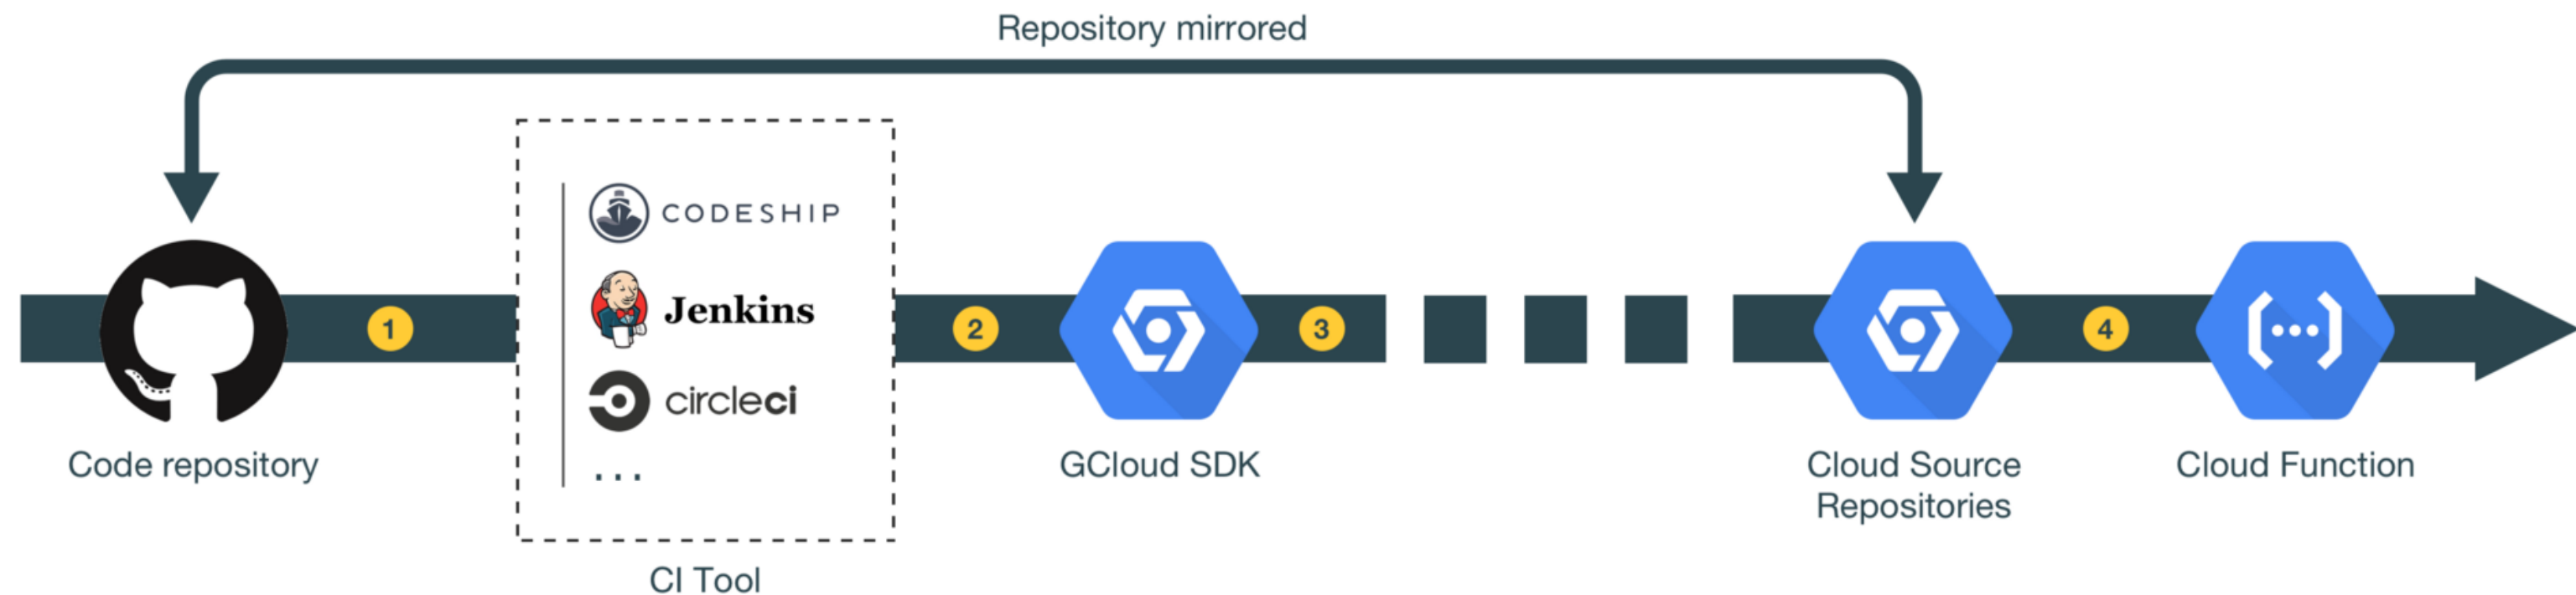 Repository mirrored
CODESHIP
Jenkins
circleci
...
1
2
3
4
Code repository
GCloud SDK
Cloud Source
Repositories
Cloud Function
CI Tool